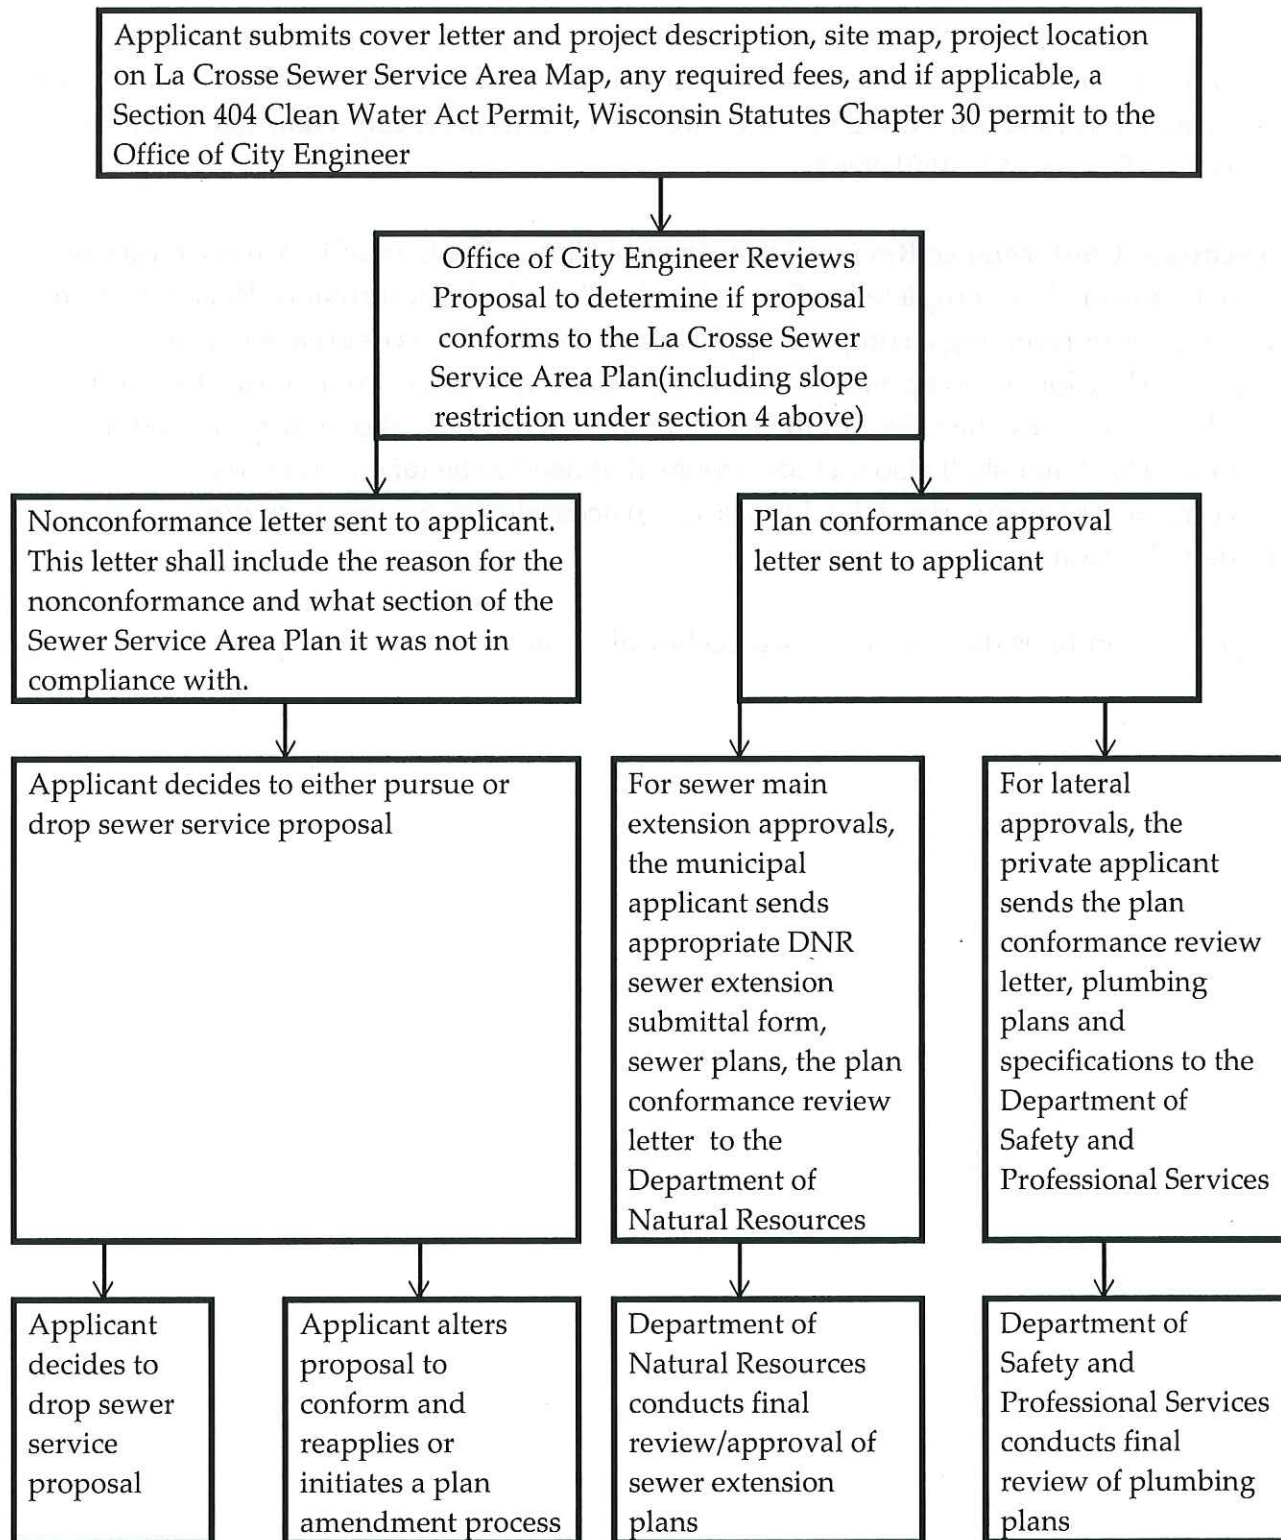 Applicant submits cover letter and project description, site map, project location
on La Crosse Sewer Service Area Map, any required fees, and if applicable, a
Section 404 Clean Water Act Permit, Wisconsin Statutes Chapter 30 permit to the
Office of City Engineer
Office of City Engineer Reviews
Proposal to determine if proposal
conforms to the La Crosse Sewer
Service Area Plan(including slope
restriction under section 4 above)
Nonconformance letter sent to applicant.
This letter shall include the reason for the
nonconformance and what section of the
Sewer Service Area Plan it was not in
compliance with.
Plan conformance approval
letter sent to applicant
Applicant decides to either pursue or
drop sewer service proposal
For sewer main
extension approvals,
the municipal
applicant sends
appropriate DNR
sewer extension
submittal form,
sewer plans, the plan
conformance review
letter to the
Department of
Natural Resources
For lateral
approvals, the
private applicant
sends the plan
conformance review
letter, plumbing
plans and
specifications to the
Department of
Safety and
Professional Services
Applicant
decides to
drop sewer
service
proposal
Applicant alters
proposal to
conform and
reapplies or
initiates a plan
amendment process
Department of
Natural Resources
conducts final
review/approval of
sewer extension
plans
Department of
Safety and
Professional Services
conducts final
review of plumbing
plans